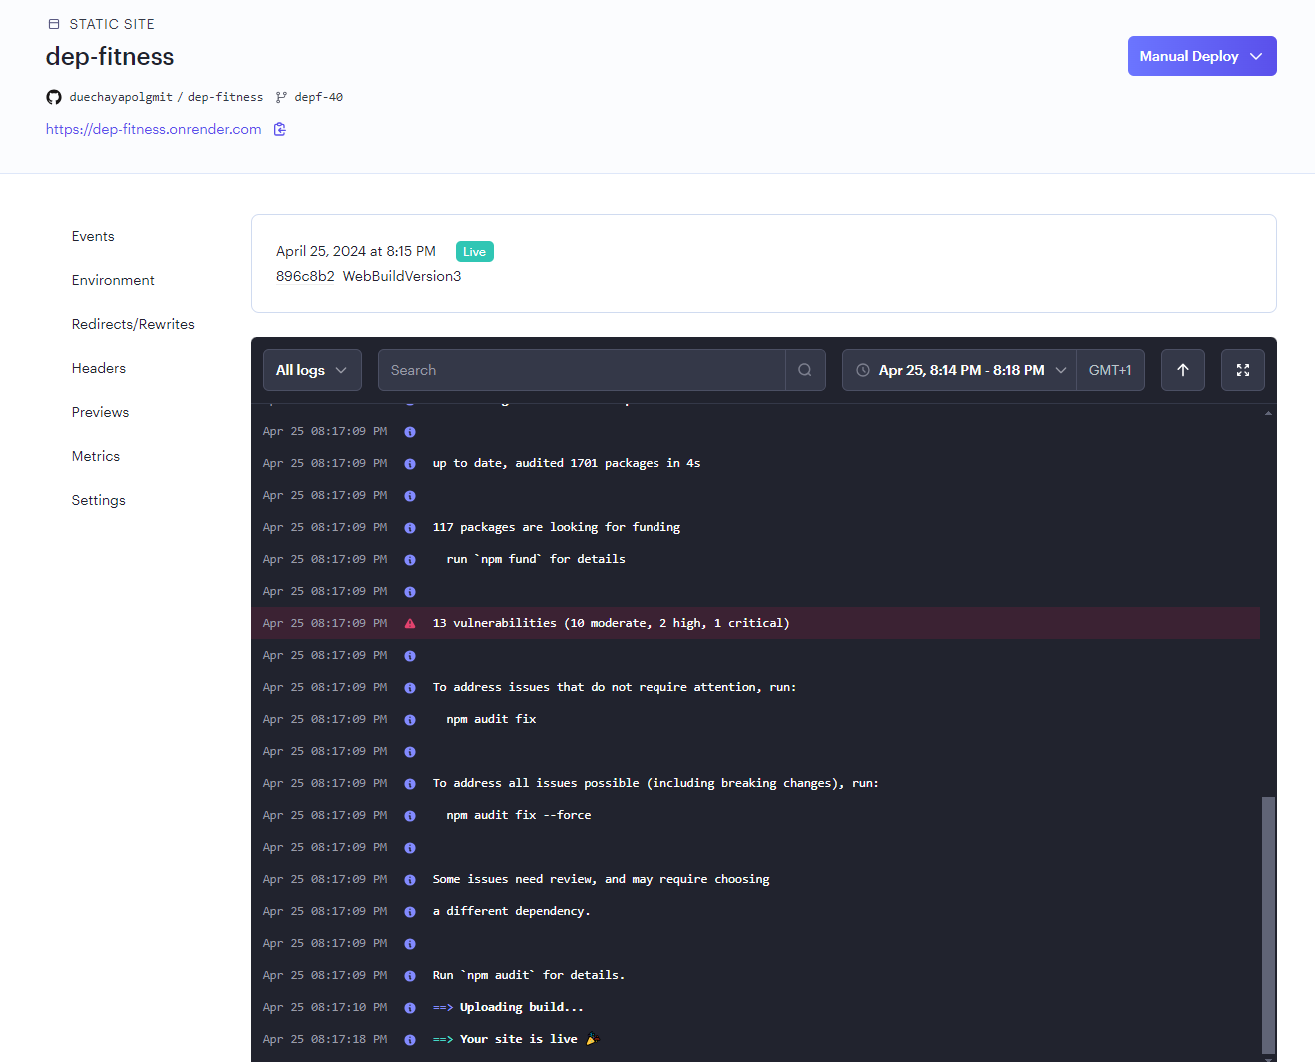 STATIC SITE
dep-fitness
Manual Deploy
duechayapolgmit / dep-fitness depf-40
https://dep-fitness.onrender.com
Events
Environment
Redirects/Rewrites
Headers
Previews
Metrics
Settings
April 25, 2024 at 8:15 PM Live
896c8b2 WebBuildVersion3
All logs Search Apr 25, 8:14 PM - 8:18 PM GMT+1
Apr 25 08:17:09 PM
Apr 25 08:17:09 PM up to date, audited 1701 packages in 4s
Apr 25 08:17:09 PM
Apr 25 08:17:09 PM 117 packages are looking for funding
Apr 25 08:17:09 PM run `npm fund` for details
Apr 25 08:17:09 PM
Apr 25 08:17:09 PM 13 vulnerabilities (10 moderate, 2 high, 1 critical)
Apr 25 08:17:09 PM
Apr 25 08:17:09 PM To address issues that do not require attention, run:
Apr 25 08:17:09 PM npm audit fix
Apr 25 08:17:09 PM
Apr 25 08:17:09 PM To address all issues possible (including breaking changes), run:
Apr 25 08:17:09 PM npm audit fix --force
Apr 25 08:17:09 PM
Apr 25 08:17:09 PM Some issues need review, and may require choosing
Apr 25 08:17:09 PM a different dependency.
Apr 25 08:17:09 PM
Apr 25 08:17:09 PM Run `npm audit` for details.
Apr 25 08:17:10 PM ==> Uploading build...
Apr 25 08:17:18 PM ==> Your site is live 🎉